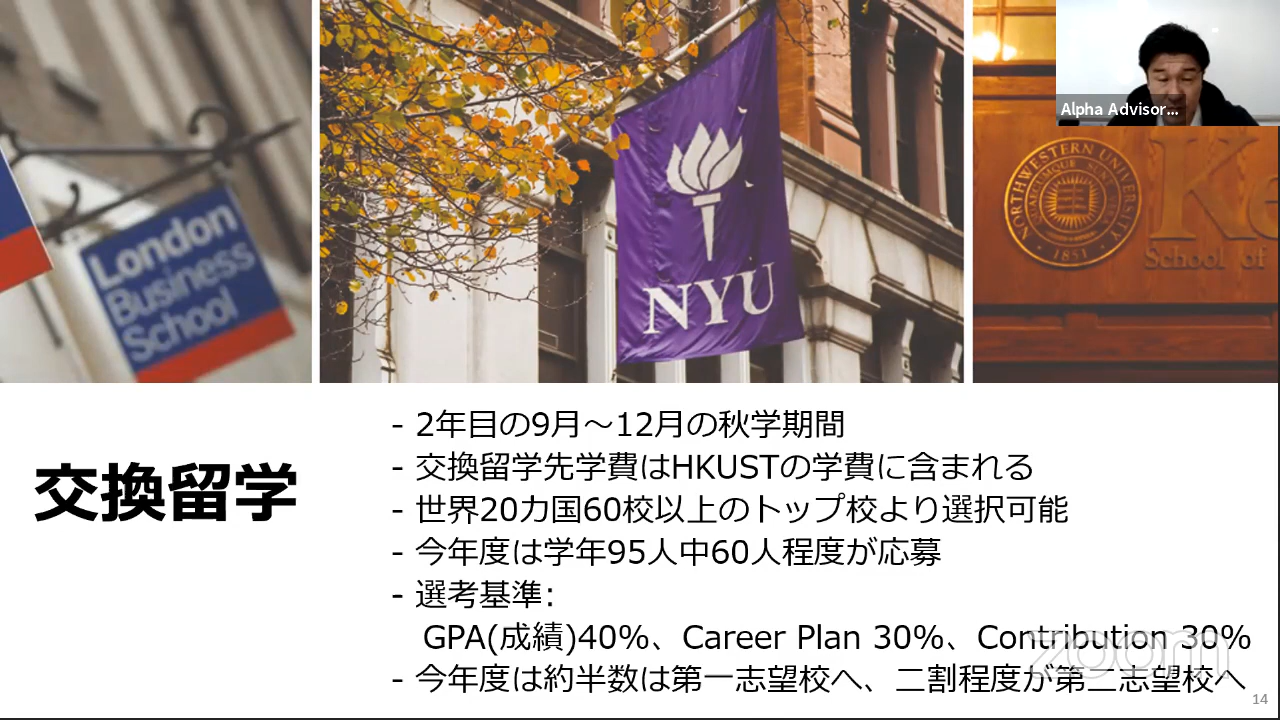 London
Business
School
NYU
NORTHWESTERN UNIVERSITY
1851
Ke
School of
Alpha Advisor...
交換留学
- 2年目の9月～12月の秋学期間
- 交換留学先学費はHKUSTの学費に含まれる
- 世界20カ国60校以上のトップ校より選択可能
- 今年度は学年95人中60人程度が応募
- 選考基準:
GPA(成績)40%、Career Plan 30%、Contribution 30%
- 今年度は約半数は第一志望校へ、二割程度が第二志望校へ
zoom
14